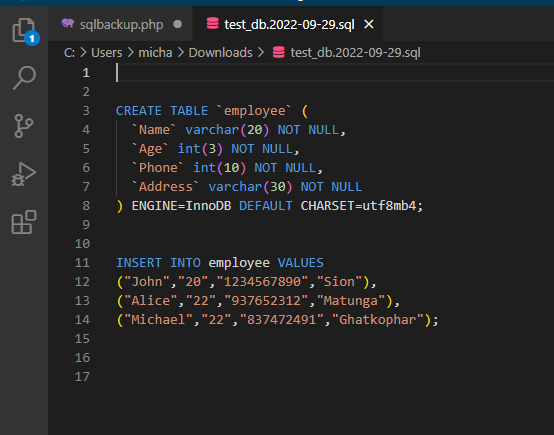 sqlbackup.php
test_db.2022-09-29.sql
C: > Users > micha > Downloads > test_db.2022-09-29.sql
1
2
3 CREATE TABLE `employee` (
4 `Name` varchar(20) NOT NULL,
5 `Age` int(3) NOT NULL,
6 `Phone` int(10) NOT NULL,
7 `Address` varchar(30) NOT NULL
8 ) ENGINE=InnoDB DEFAULT CHARSET=utf8mb4;
9
10
11 INSERT INTO employee VALUES
12 ("John","20","1234567890","Sion"),
13 ("Alice","22","937652312","Matunga"),
14 ("Michael","22","837472491","Ghatkophar");
15
16
17
1